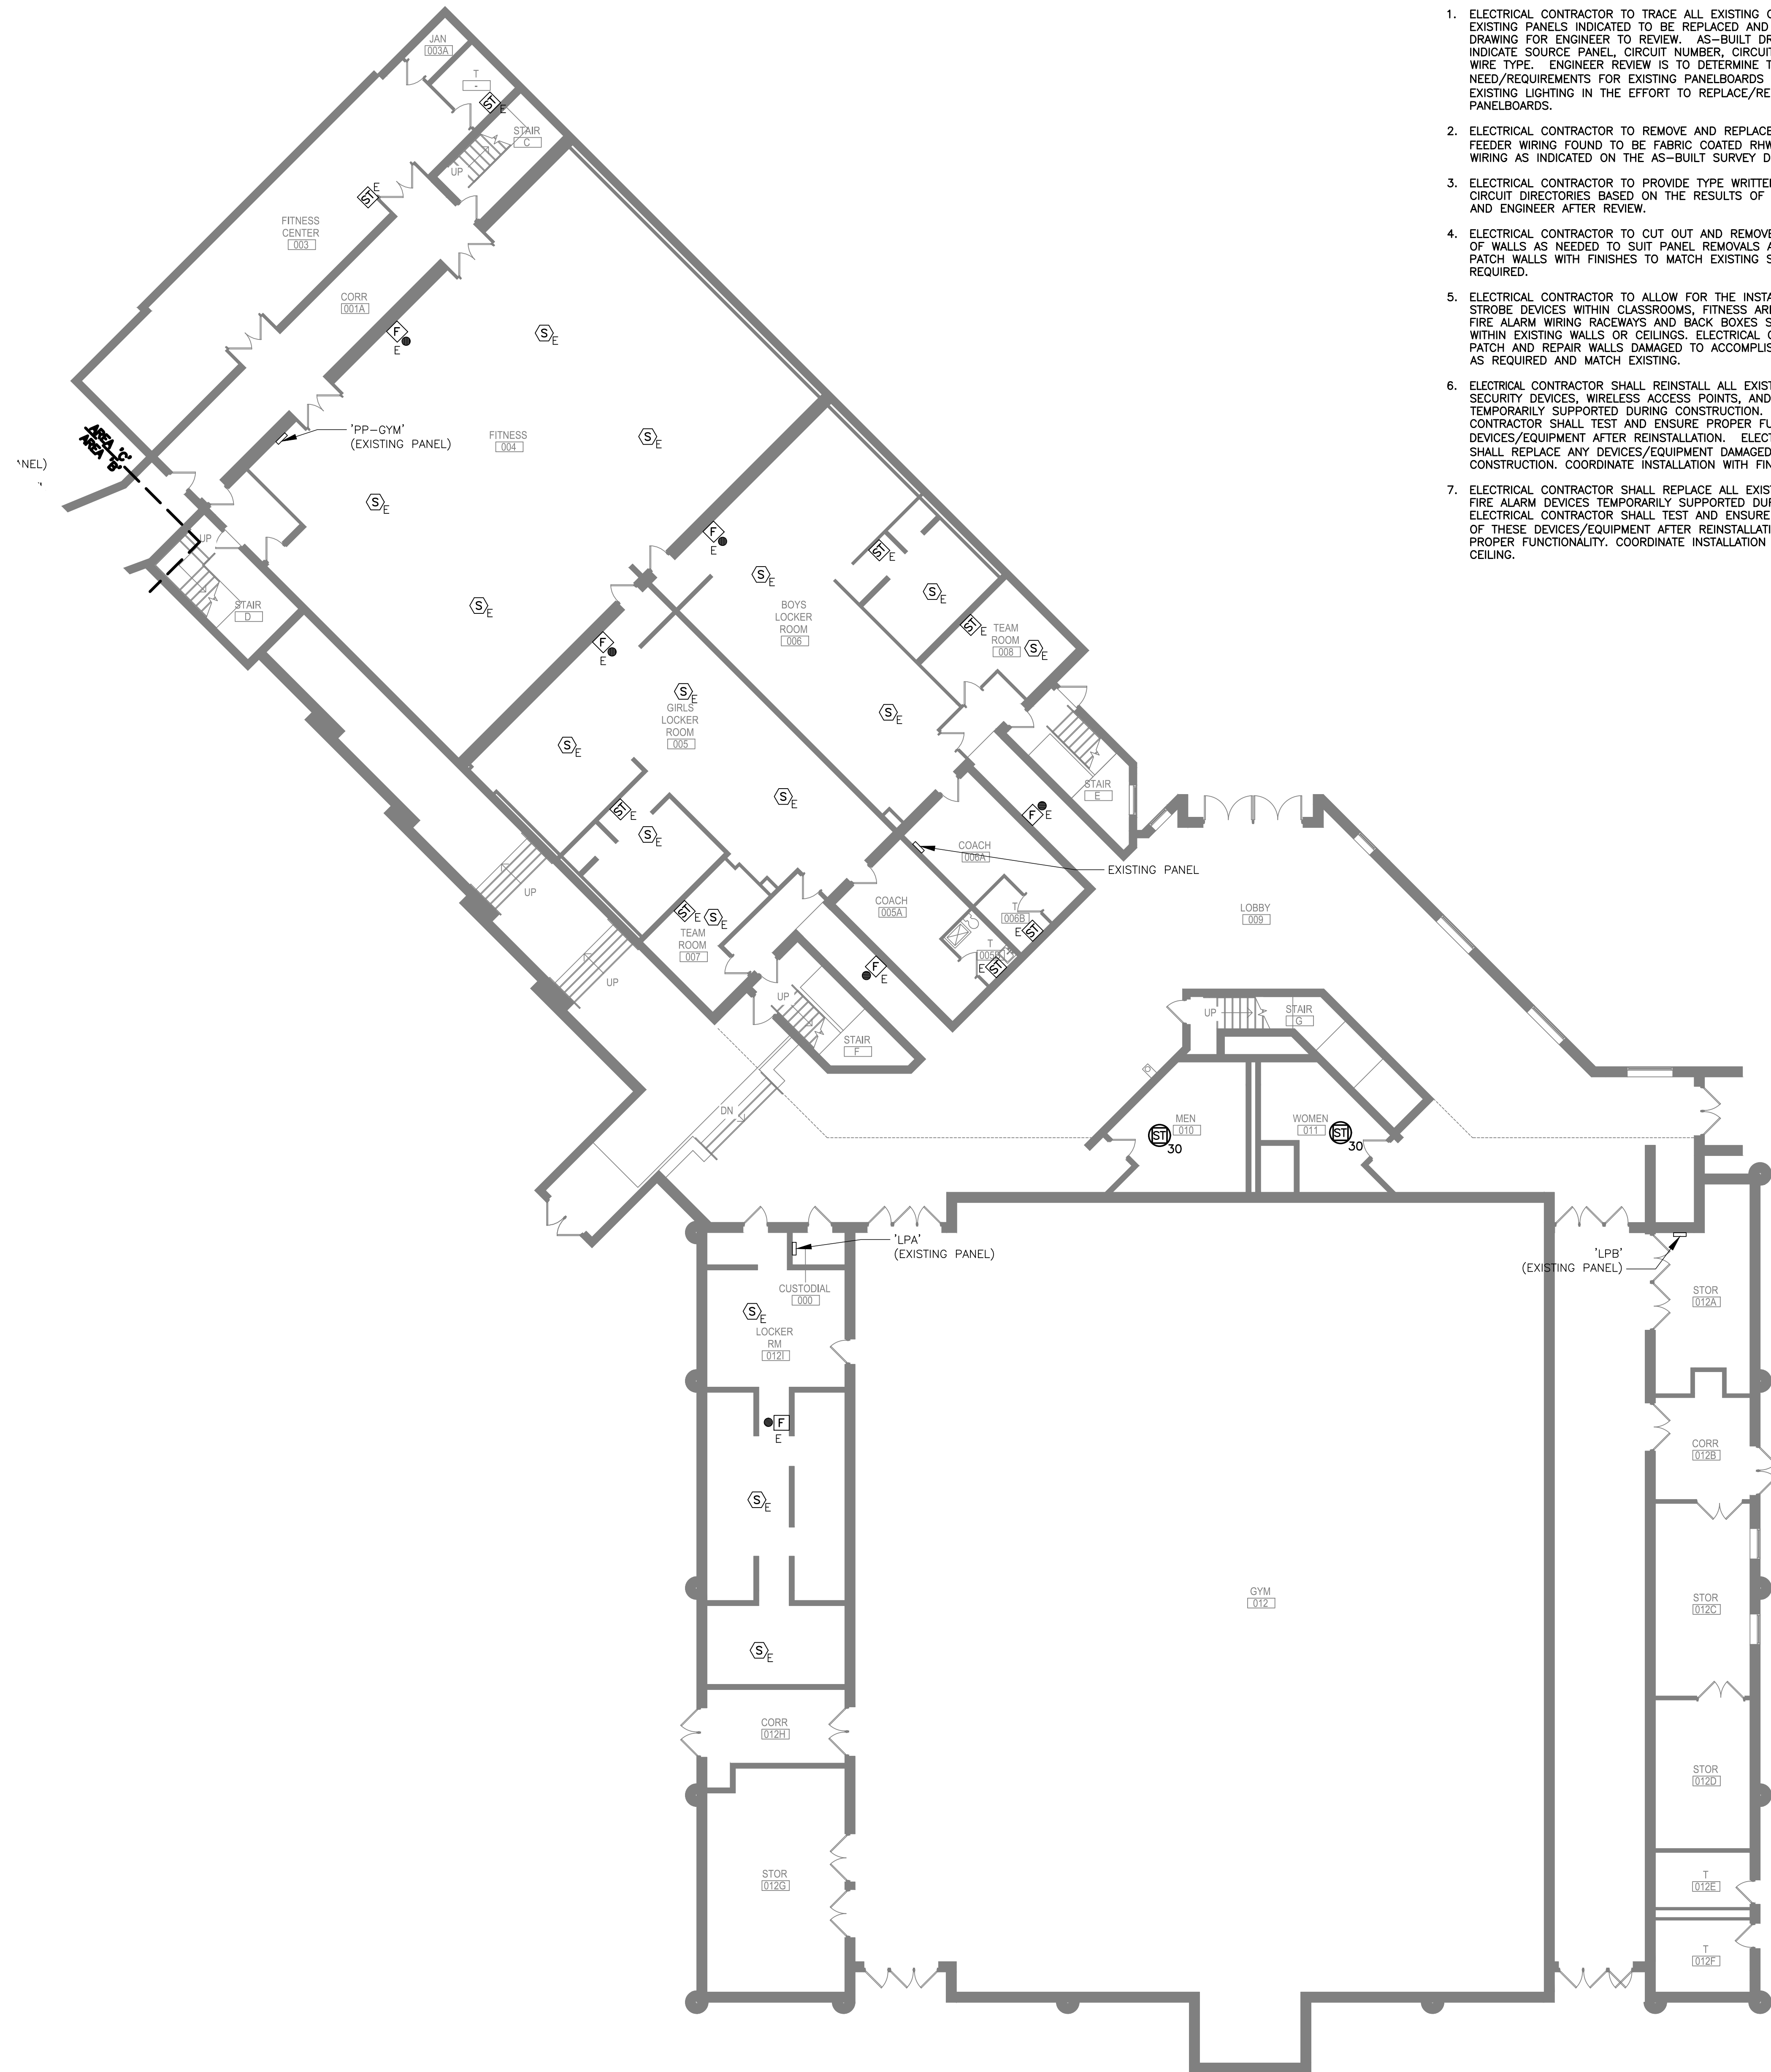 1. ELECTRICAL CONTRACTOR TO TRACE ALL EXISTING
EXISTING PANELS INDICATED TO BE REPLACED AND
DRAWING FOR ENGINEER TO REVIEW. AS-BUILT
INDICATE SOURCE PANEL, CIRCUIT NUMBER,
WIRE TYPE. ENGINEER REVIEW IS TO DETERMINE
NEED/REQUIREMENTS FOR EXISTING PANELBOARDS
EXISTING LIGHTING IN THE EFFORT TO
PANELBOARDS.
2. ELECTRICAL CONTRACTOR TO REMOVE AND REPLACE
FEEDER WIRING FOUND TO BE FABRIC COATED RHW
WIRING AS INDICATED ON THE AS-BUILT SURVEY
3. ELECTRICAL CONTRACTOR TO PROVIDE TYPE
CIRCUIT DIRECTORIES BASED ON THE RESULTS OF
AND ENGINEER AFTER REVIEW.
4. ELECTRICAL CONTRACTOR TO CUT OUT AND REMOVE
OF WALLS AS NEEDED TO SUIT PANEL REMOVALS
PATCH WALLS WITH FINISHES TO MATCH EXISTING
REQUIRED.
5. ELECTRICAL CONTRACTOR TO ALLOW FOR THE
STROBE DEVICES WITHIN CLASSROOMS, FITNESS
FIRE ALARM WIRING RACEWAYS AND BACK BOXES
WITHIN EXISTING WALLS OR CEILINGS. ELECTRICAL
PATCH AND REPAIR WALLS DAMAGED TO
AS REQUIRED AND MATCH EXISTING.
6. ELECTRICAL CONTRACTOR SHALL REINSTALL ALL
SECURITY DEVICES, WIRELESS ACCESS POINTS, AND
TEMPORARILY SUPPORTED DURING CONSTRUCTION.
CONTRACTOR SHALL TEST AND ENSURE PROPER
DEVICES/EQUIPMENT AFTER REINSTALLATION.
SHALL REPLACE ANY DEVICES/EQUIPMENT DAMAGED
CONSTRUCTION. COORDINATE INSTALLATION WITH
7. ELECTRICAL CONTRACTOR SHALL REPLACE ALL
FIRE ALARM DEVICES TEMPORARILY SUPPORTED
ELECTRICAL CONTRACTOR SHALL TEST AND ENSURE
OF THESE DEVICES/EQUIPMENT AFTER
PROPER FUNCTIONALITY. COORDINATE INSTALLATION
CEILING.
JAN
003A
T
-
ST E
STAIR
C
UP
ST E
FITNESS
CENTER
003
CORR
001A
F
E
S E
'PP-GYM'
(EXISTING PANEL)
FITNESS
004
S E
S E
AREA 'C'
AREA 'B'
UP
STAIR
D
S E
F
E
S E
ST E
S E
BOYS
LOCKER
ROOM
006
ST E
TEAM
ROOM
008
S E
F
E
S E
GIRLS
LOCKER
ROOM
005
S E
S E
STAIR
E
S E
ST E
S E
F E
COACH
006A
EXISTING PANEL
UP
COACH
005A
T
006B
E ST
LOBBY
009
ST E
S E
TEAM
ROOM
007
T
E ST
F E
UP
UP
STAIR
F
UP
STAIR
G
DN
MEN
010
ST 30
WOMEN
011
ST 30
'LPA'
(EXISTING PANEL)
'LPB'
(EXISTING PANEL)
CUSTODIAL
000
S E
LOCKER
RM
012I
STOR
012A
F
E
CORR
012B
S E
GYM
012
STOR
012C
S E
CORR
012H
STOR
012D
STOR
012G
T
012E
T
012F